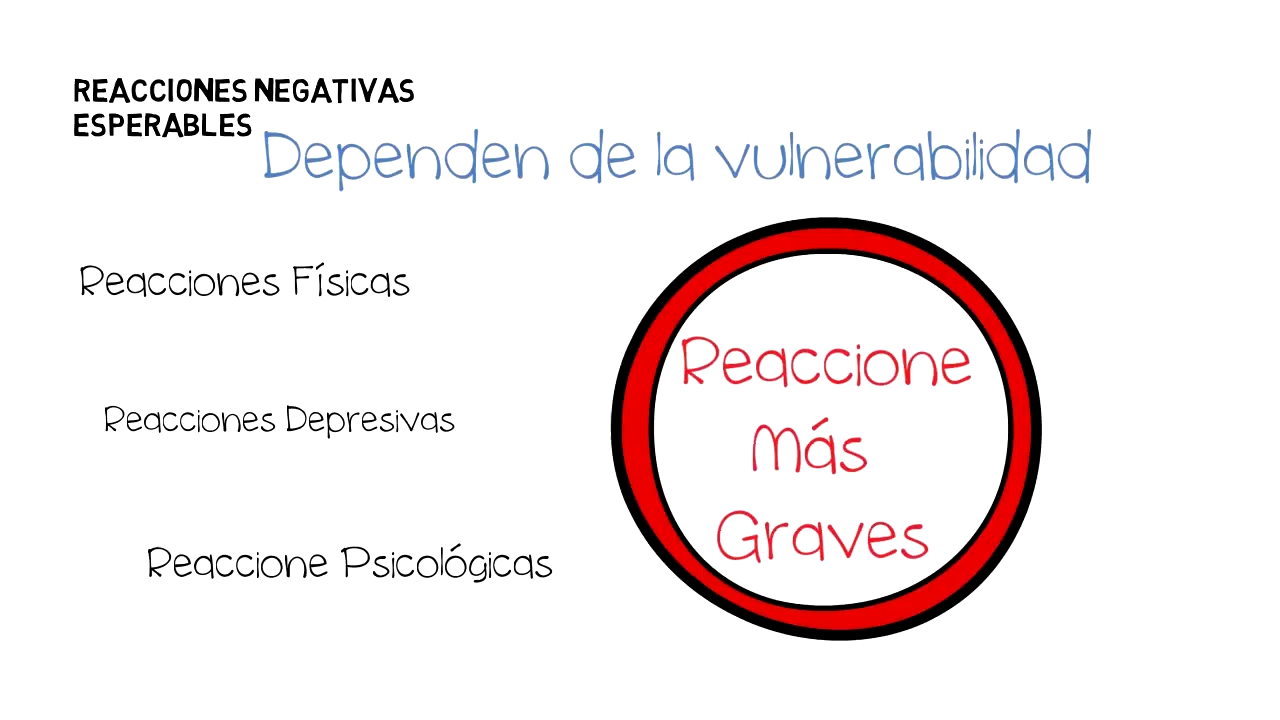 REACCIONES NEGATIVAS
ESPERABLES
Dependen de la vulnerabilidad
Reacciones Físicas
Reacciones Depresivas
Reaccione Psicológicas
Reaccione
Más
Graves